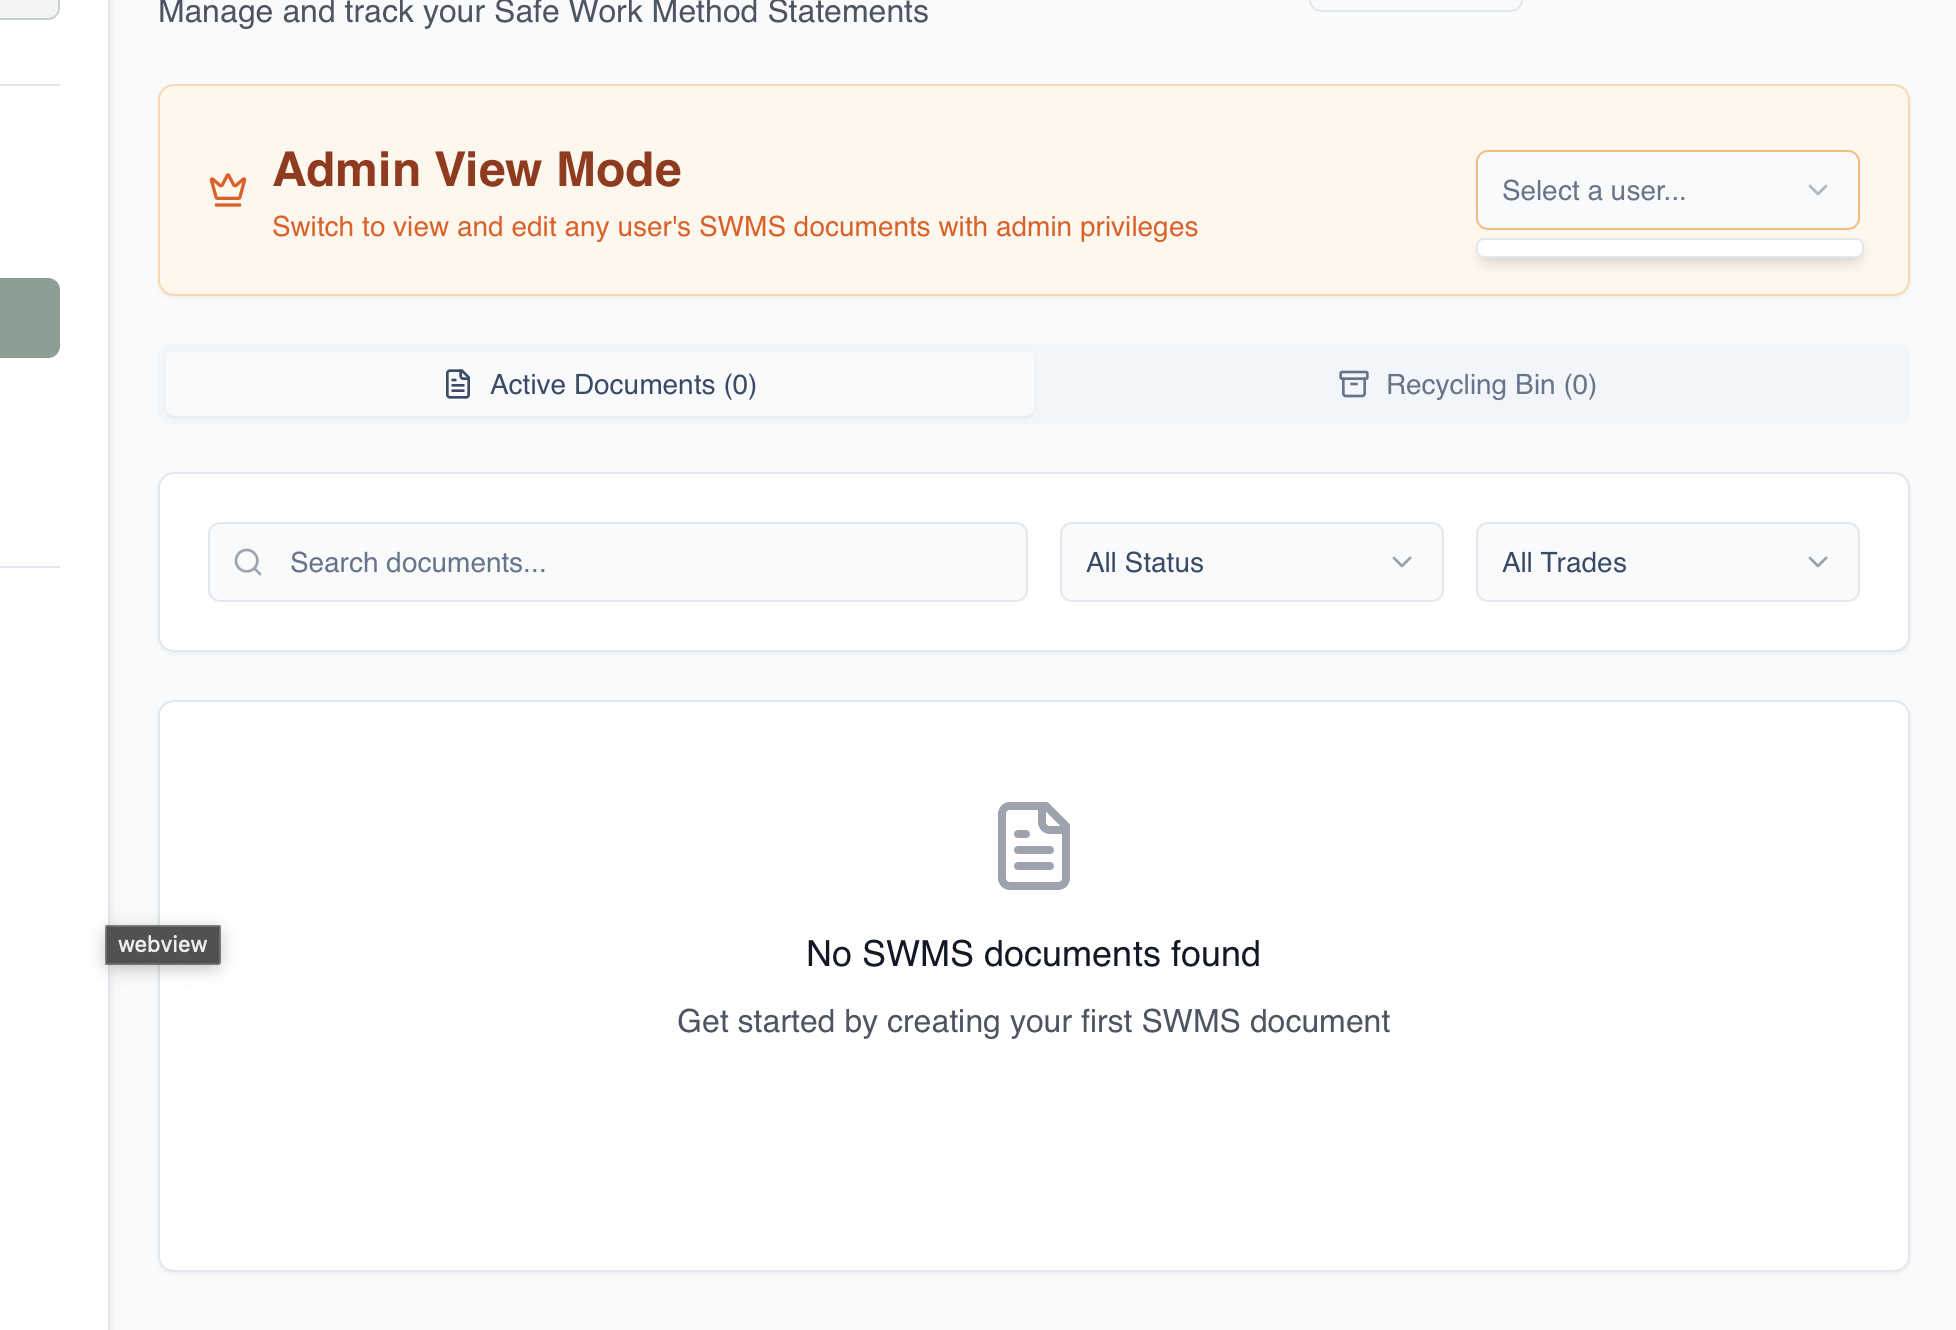 Manage and track your Safe Work Method Statements
Admin View Mode
Switch to view and edit any user's SWMS documents with admin privileges
Select a user...
Active Documents (0)
Recycling Bin (0)
Search documents...
All Status
All Trades
No SWMS documents found
Get started by creating your first SWMS document
webview